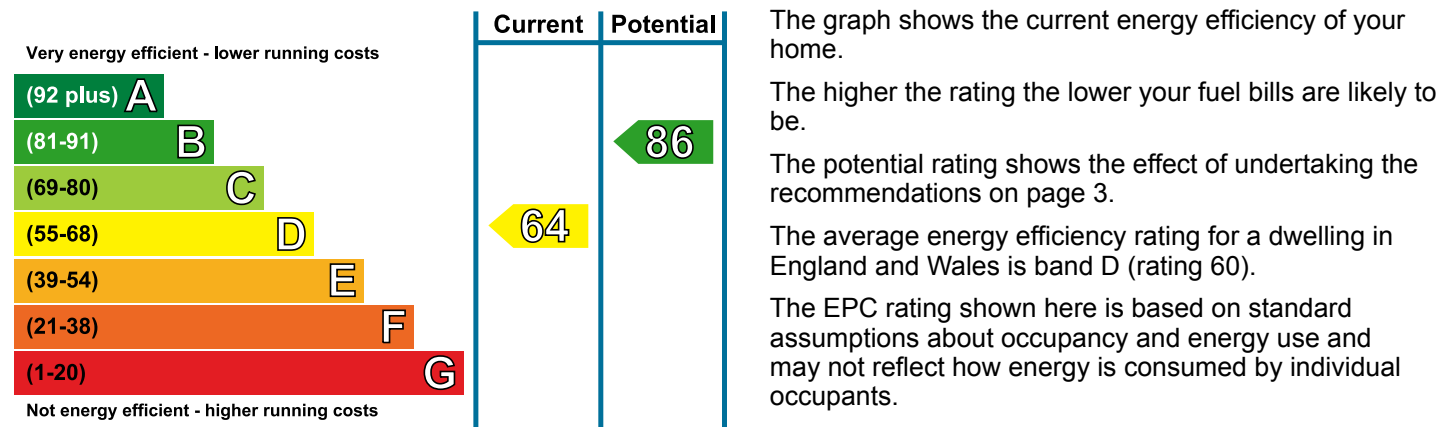 Current Potential
Very energy efficient - lower running costs
(92 plus) A
(81-91) B
86
(69-80) C
(55-68) D
64
(39-54) E
(21-38) F
(1-20) G
Not energy efficient - higher running costs
The graph shows the current energy efficiency of your
home.
The higher the rating the lower your fuel bills are likely to
be.
The potential rating shows the effect of undertaking the
recommendations on page 3.
The average energy efficiency rating for a dwelling in
England and Wales is band D (rating 60).
The EPC rating shown here is based on standard
assumptions about occupancy and energy use and
may not reflect how energy is consumed by individual
occupants.